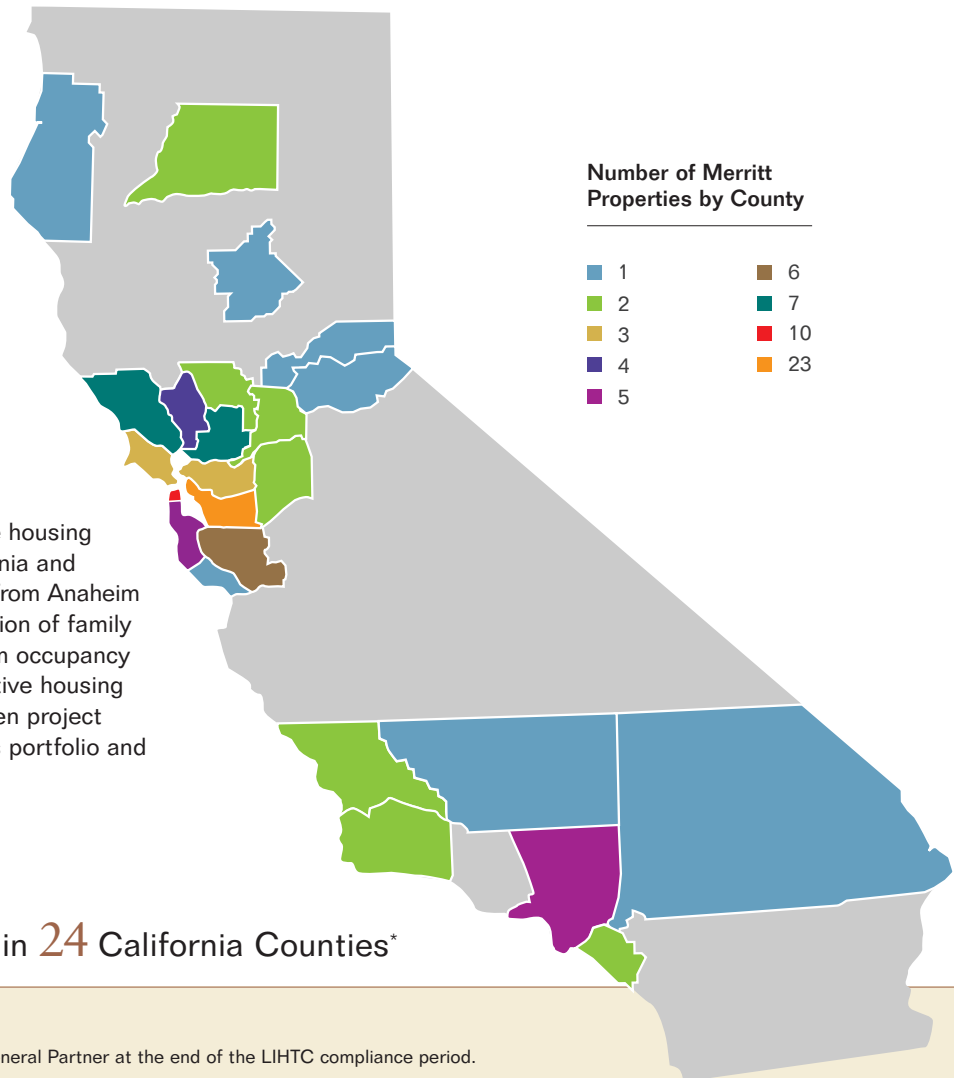 Number of Merritt
Properties by County
1
2
3
4
5
6
7
10
23
housing
nia and
rom Anaheim
ion of family
occupancy
tive housing
en project
portfolio and
in 24 California Counties*
neral Partner at the end of the LIHTC compliance period.